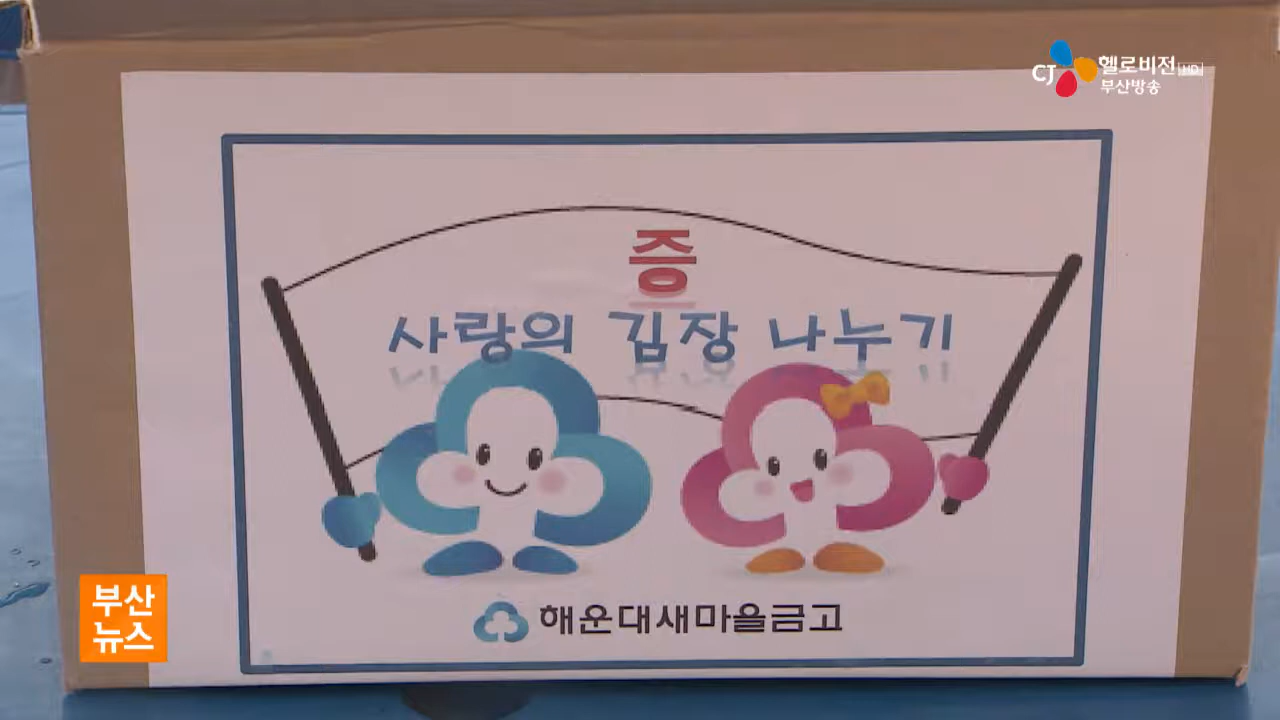 CJ 헬로비전 HD
부산방송
증
사랑의 김장 나누기
해운대새마을금고
부산
뉴스